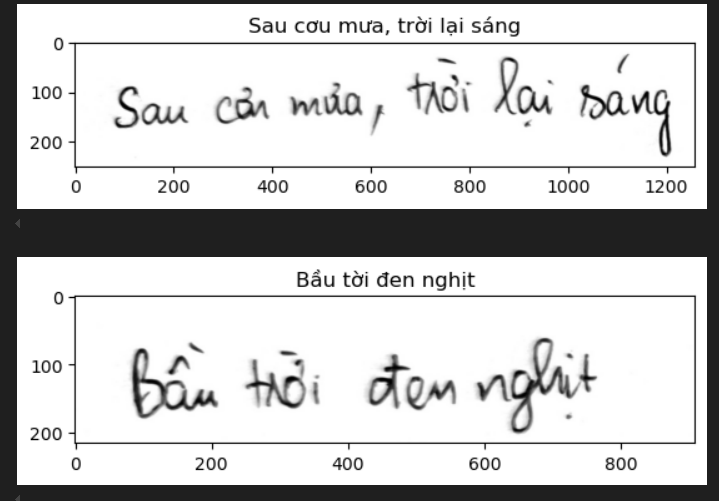 Sau cơu mưa, trời lại sáng
0
100
200
Sau cơn mưa, trời lại sáng
0 200 400 600 800 1000 1200
Bầu tời đen nghịt
0
100
200
Bầu trời đen nghịt
0 200 400 600 800